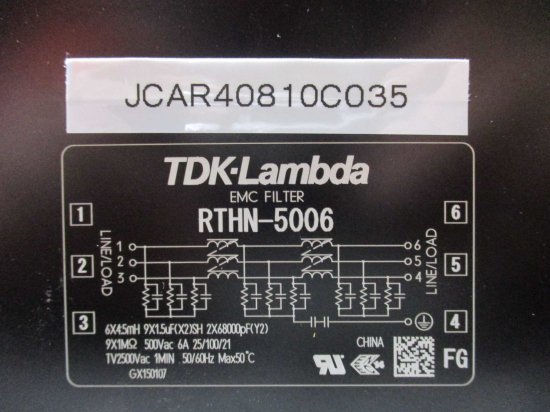 JCAR40810C035
TDK-Lambda
EMC FILTER
RTHN-5006
1
2
3
LINE/LOAD
1
2
3
6
5
4
LINE/LOAD
6
5
4
FG
6X4.5mH 9X1.5uF(X2)SH 2X68000pF(Y2)
9X1MΩ 500Vac 6A 25/100/21
TV2500Vac 1MIN 50/60Hz Max50°C
GX150107
CHINA